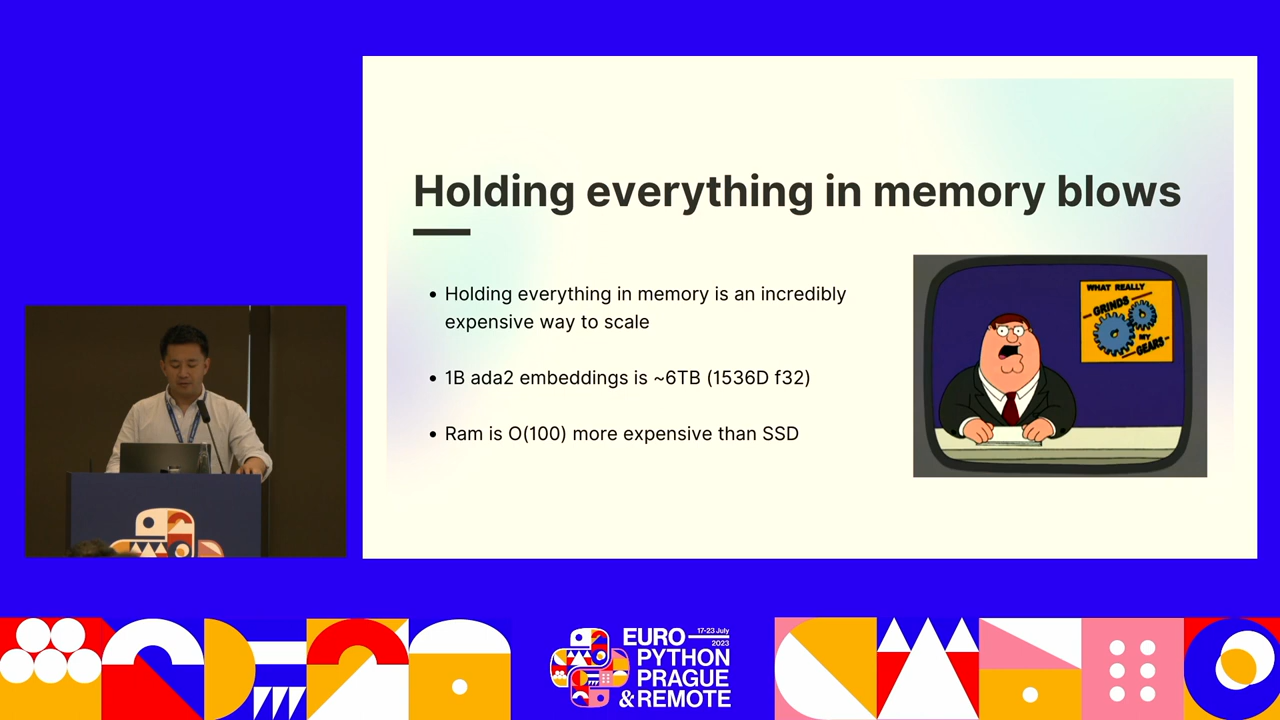 Holding everything in memory blows
• Holding everything in memory is an incredibly
expensive way to scale
• 1B ada2 embeddings is ~6TB (1536D f32)
• Ram is O(100) more expensive than SSD
WHAT REALLY
GRINDS
MY
GEARS
EURO
17-23 July
2023
PYTHON
PRAGUE
& REMOTE